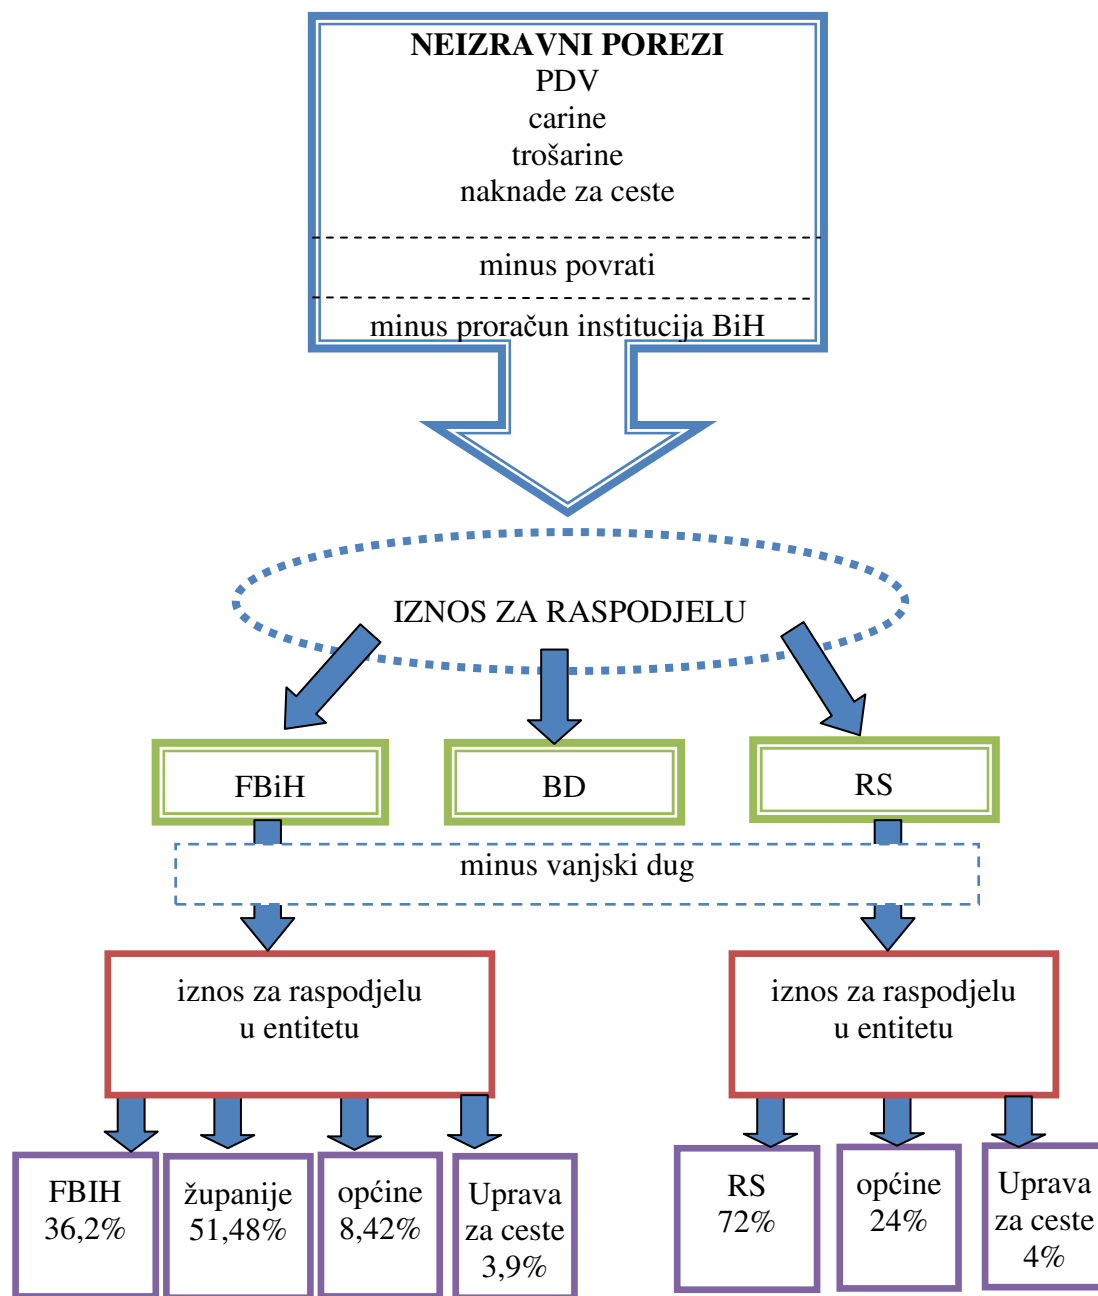 NEIZRAVNI POREZI
PDV
carine
trošarine
naknade za ceste
minus povrati
minus proračun institucija BiH
IZNOS ZA RASPODJELU
FBiH
BD
RS
minus vanjski dug
iznos za raspodjelu
u entitetu
iznos za raspodjelu
u entitetu
FBIH
36,2%
županije
51,48%
općine
8,42%
Uprava
za ceste
3,9%
RS
72%
općine
24%
Uprava
za ceste
4%